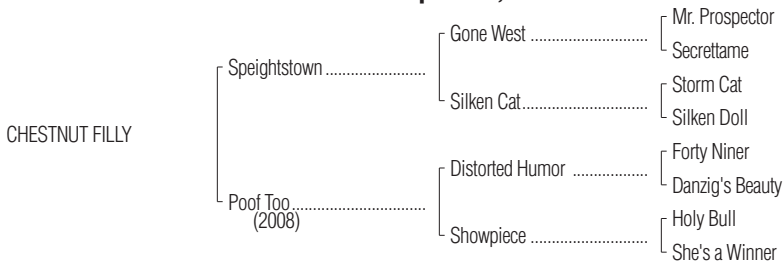 Mr. Prospector
Gone West ..............................
Secrettame
Speightstown .........................
Storm Cat
Silken Cat................................
Silken Doll
CHESTNUT FILLY
Forty Niner
Distorted Humor ...................
Danzig's Beauty
Poof Too.................................
(2008)
Holy Bull
Showpiece .............................
She's a Winner